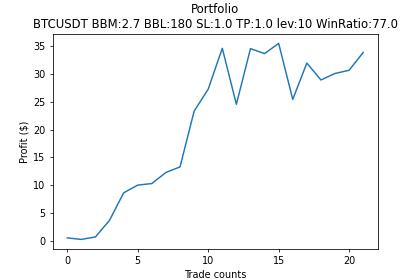 Portfolio
BTCUSDT BBM:2.7 BBL:180 SL:1.0 TP:1.0 lev:10 WinRatio:77.0
35
30
25
20
15
10
5
0
Profit ($)
0 5 10 15 20
Trade counts